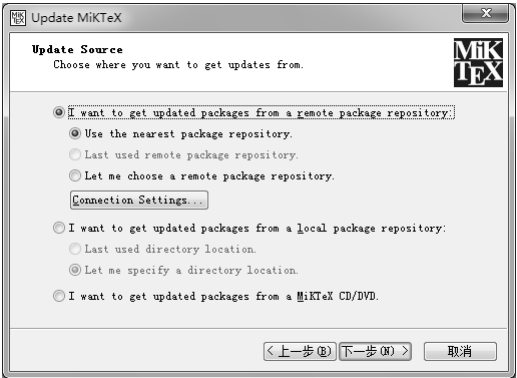 Update MiKTeX
Update Source
Choose where you want to get updates from.
MiK
TEX
I want to get updated packages from a remote package repository:
Use the nearest package repository.
Last used remote package repository.
Let me choose a remote package repository.
Connection Settings...
I want to get updated packages from a local package repository:
Last used directory location.
Let me specify a directory location.
I want to get updated packages from a MiKTeX CD/DVD.
< 上一步(B) 下一步(N) > 取消